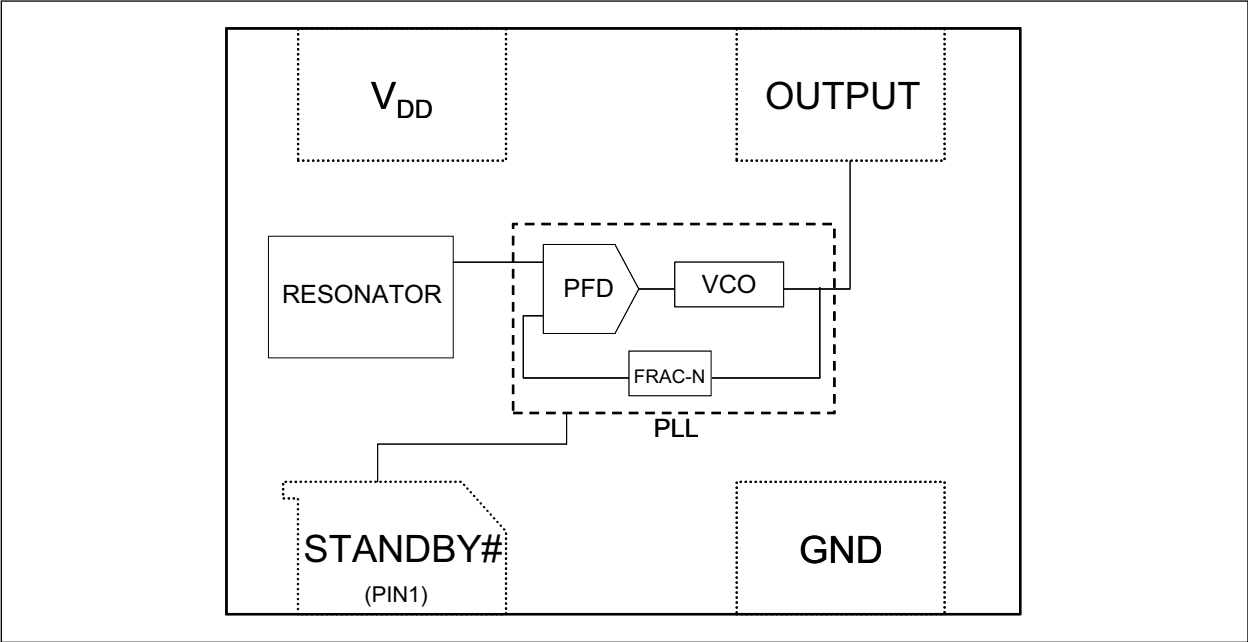 VDD
OUTPUT
RESONATOR
PFD
VCO
FRAC-N
PLL
STANDBY#
(PIN1)
GND